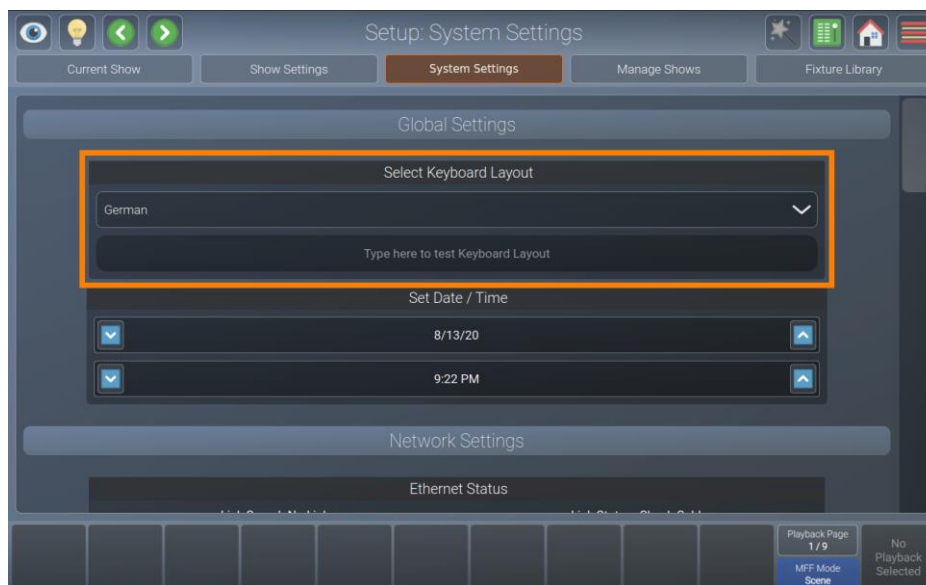 Setup: System Settings
Current Show
Show Settings
System Settings
Manage Shows
Fixture Library
Global Settings
Select Keyboard Layout
German
Type here to test Keyboard Layout
Set Date / Time
8/13/20
9:22 PM
Network Settings
Ethernet Status
Playback Page
1/9
MFF Mode
Scene
No
Playback
Selected